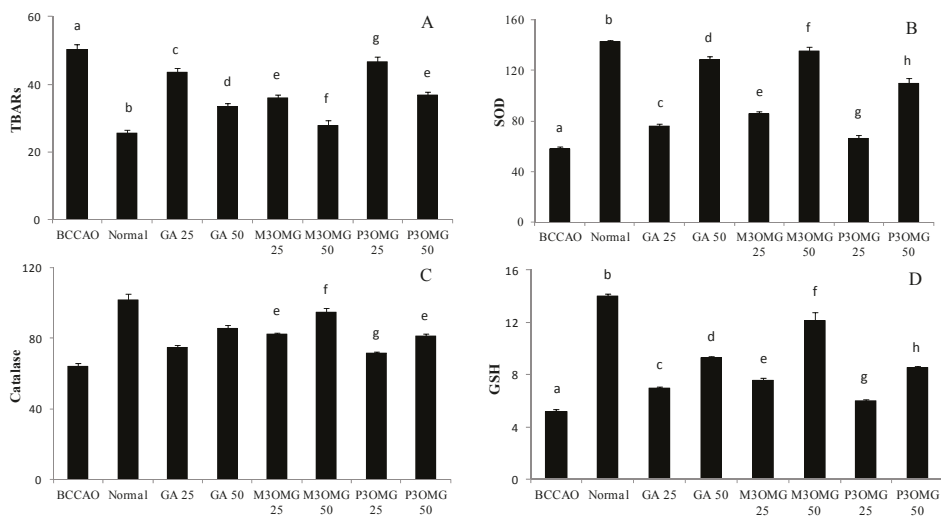 A
60
40
20
0
TBARs
a
b
c
d
e
f
g
e
BCCAO Normal GA 25 GA 50 M3OMG M3OMG P3OMG P3OMG
25 50 25 50
B
160
120
80
40
0
SOD
a
b
c
d
e
f
g
h
BCCAO Normal GA 25 GA 50 M3OMG M3OMG P3OMG P3OMG
25 50 25 50
C
120
80
40
0
Catalase
e
f
g
e
BCCAO Normal GA 25 GA 50 M3OMG M3OMG P3OMG P3OMG
25 50 25 50
D
16
12
8
4
0
GSH
a
b
c
d
e
f
g
h
BCCAO Normal GA 25 GA 50 M3OMG M3OMG P3OMG P3OMG
25 50 25 50